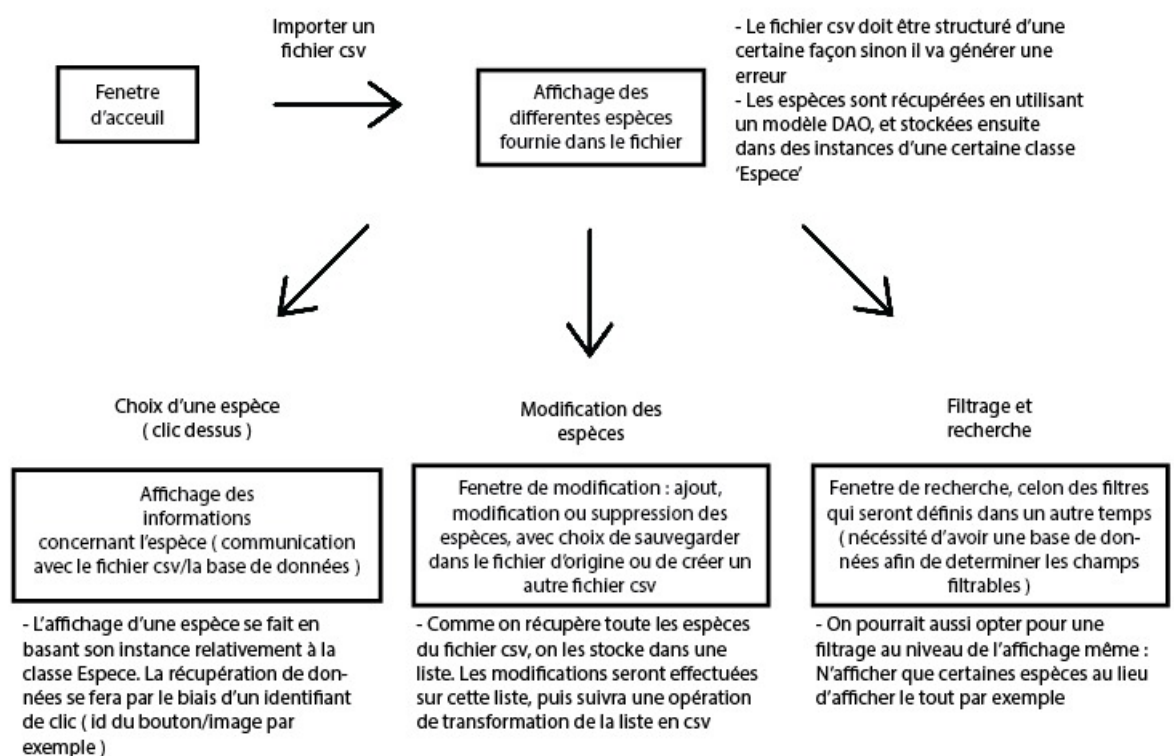 Importer un
fichier csv
Fenetre
d'acceuil
Affichage des
differentes espèces
fournie dans le fichier
- Le fichier csv doit être structuré d'une
certaine façon sinon il va générer une
erreur
- Les espèces sont récupérées en utilisant
un modèle DAO, et stockées ensuite
dans des instances d'une certaine classe
'Espece'
Choix d'une espèce
( clic dessus )
Affichage des
informations
concernant l'espèce ( communication
avec le fichier csv/la base de données )
- L'affichage d'une espèce se fait en
basant son instance relativement à la
classe Espece. La récupération de don-
nées se fera par le biais d'un identifiant
de clic ( id du bouton/image par
exemple )
Modification des
espèces
Fenetre de modification : ajout,
modification ou suppression des
espèces, avec choix de sauvegarder
dans le fichier d'origine ou de créer un
autre fichier csv
- Comme on récupère toute les espèces
du fichier csv, on les stocke dans une
liste. Les modifications seront effectuées
sur cette liste, puis suivra une opération
de transformation de la liste en csv
Filtrage et
recherche
Fenetre de recherche, celon des filtres
qui seront définis dans un autre temps
( nécéssité d'avoir une base de don-
nées afin de determiner les champs
filtrables )
- On pourrait aussi opter pour une
filtrage au niveau de l'affichage même :
N'afficher que certaines espèces au lieu
d'afficher le tout par exemple